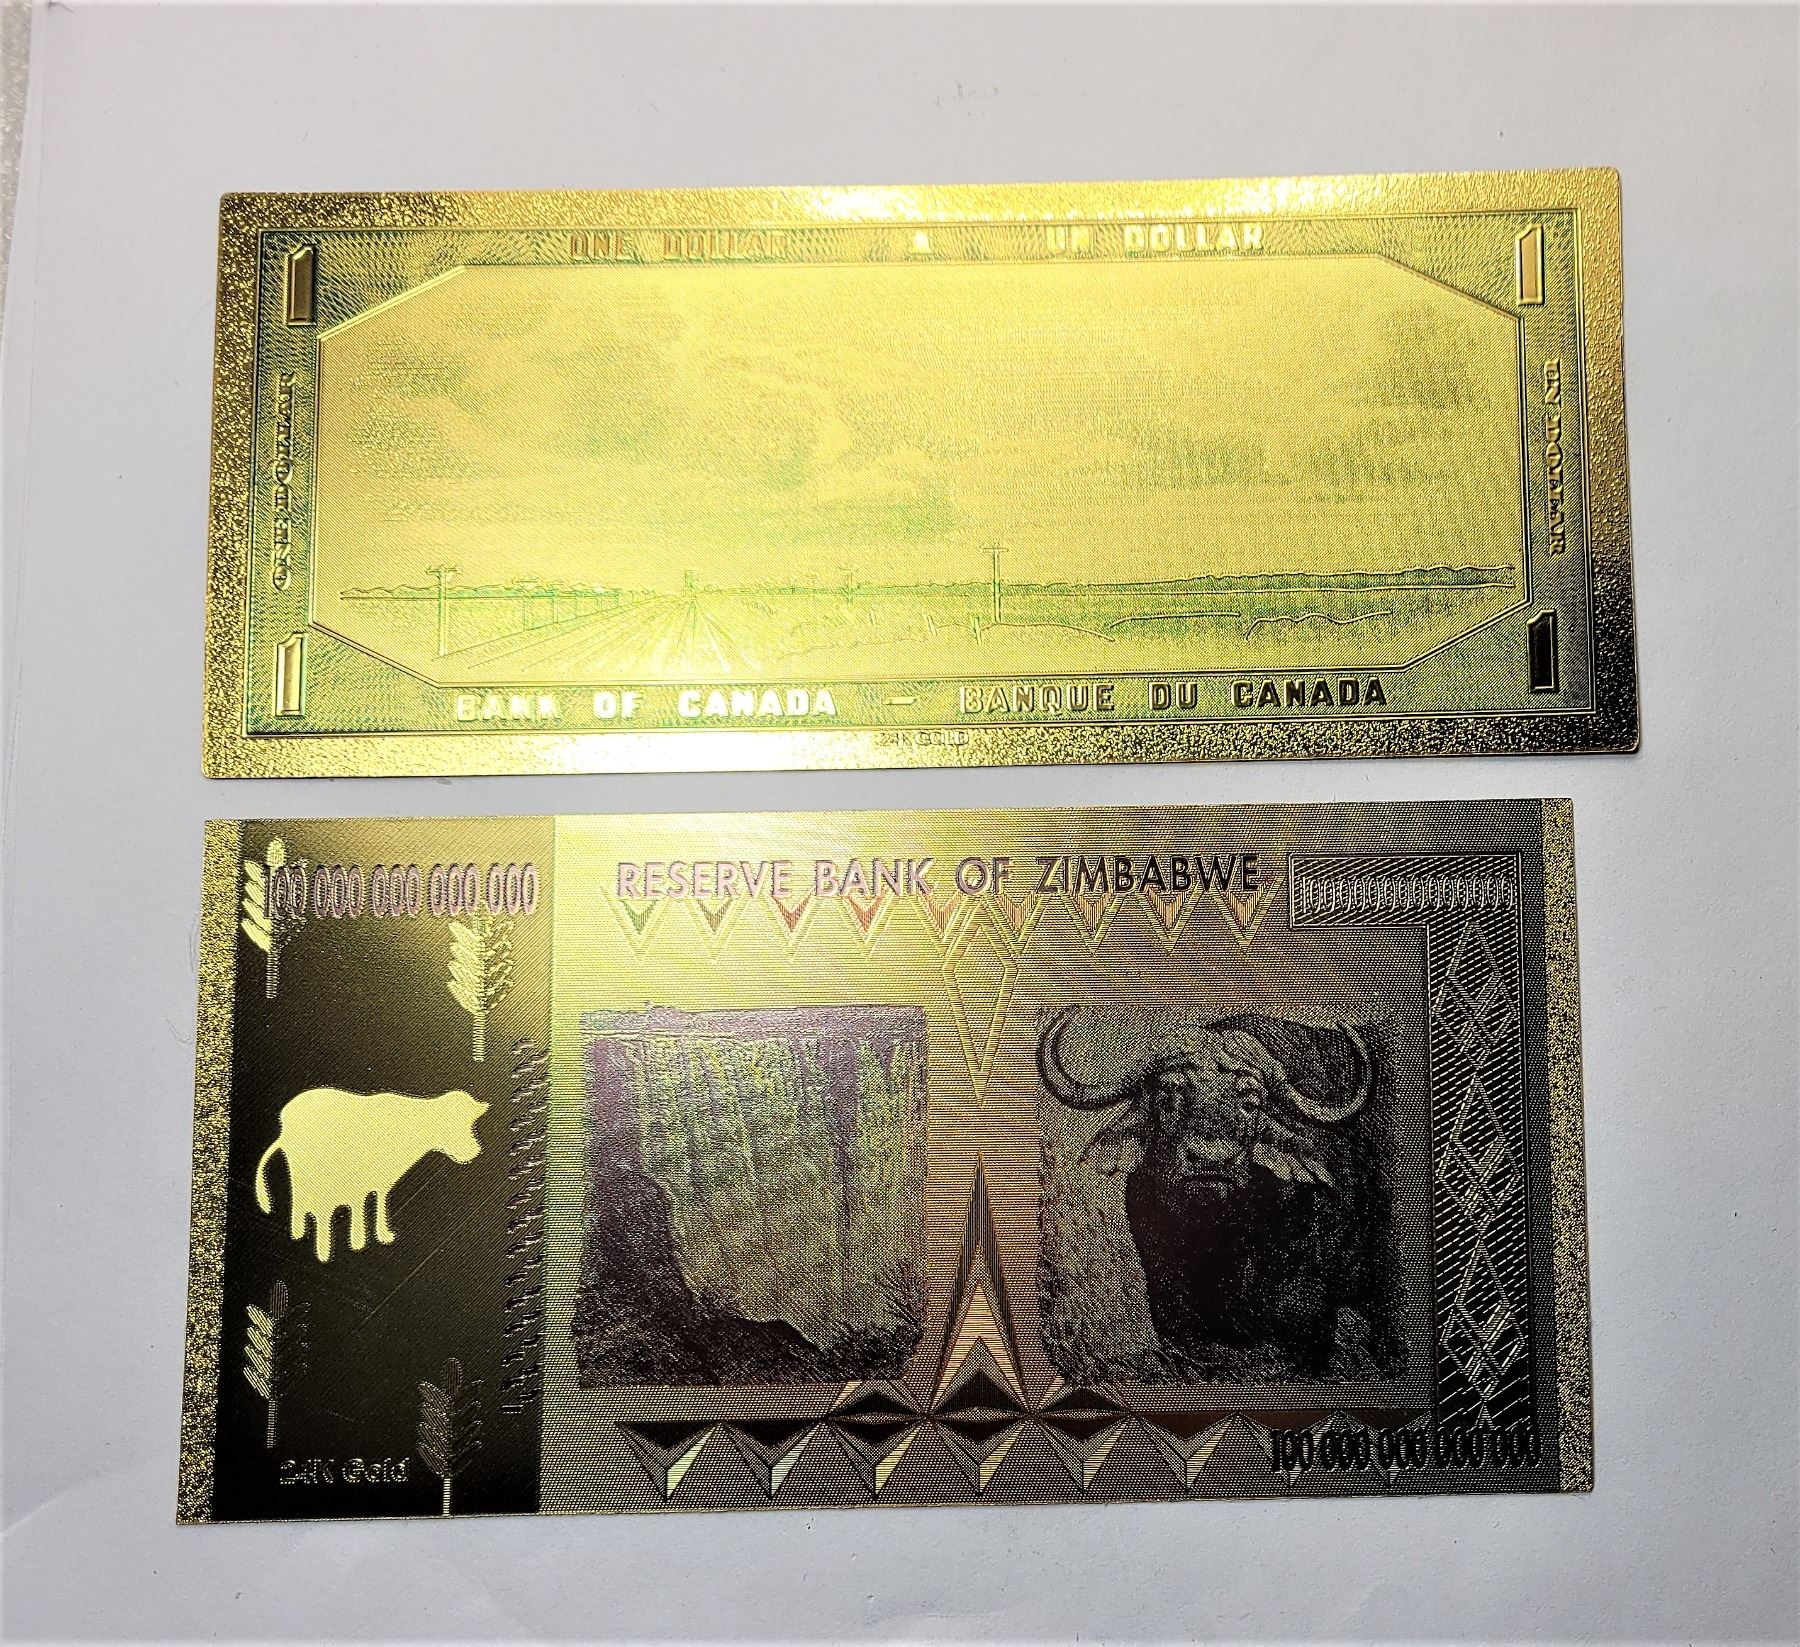 ONE DOLLAR & UN DOLLAR
1
1
ONE DOLLAR
UN DOLLAR
1
1
BANK OF CANADA – BANQUE DU CANADA
24K GOLD
100 000 000 000 000
RESERVE BANK OF ZIMBABWE
100000000000000
24K Gold
100 000 000 000 000